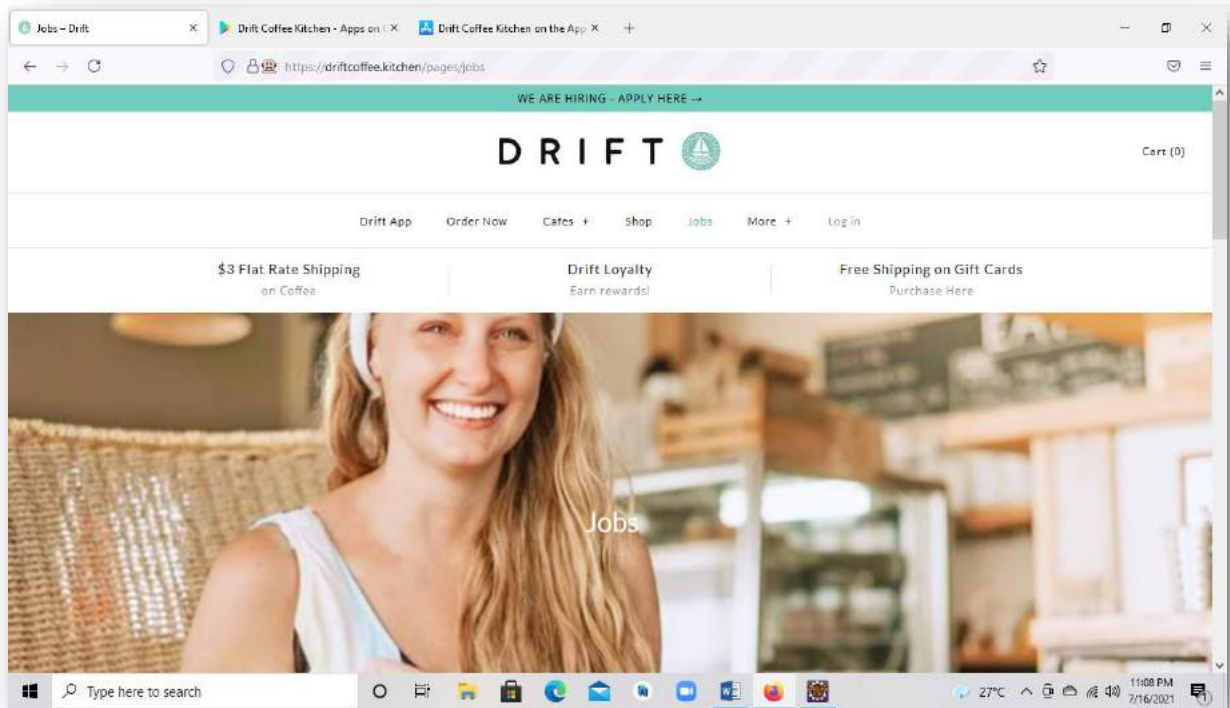 Jobs – Drift
Drift Coffee Kitchen - Apps on
Drift Coffee Kitchen on the App
https://driftcoffee.kitchen/pages/jobs
WE ARE HIRING - APPLY HERE →
DRIFT
Cart (0)
Drift App Order Now Cafes + Shop Jobs More + Log in
$3 Flat Rate Shipping
on Coffee
Drift Loyalty
Earn rewards!
Free Shipping on Gift Cards
Purchase Here
Jobs
Type here to search
27°C
11:08 PM
7/16/2021